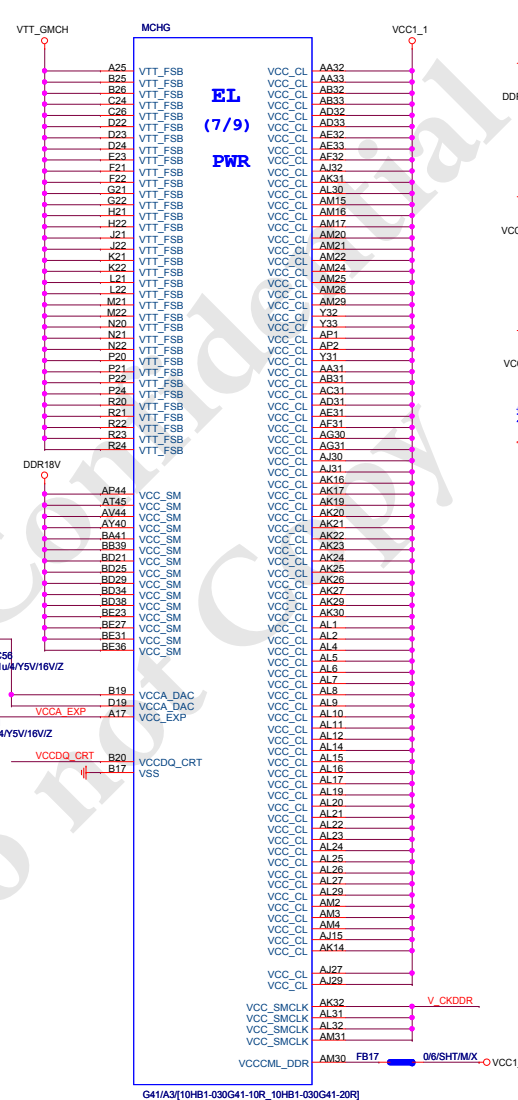 VTT_GMCH
MCHG
VCC1_1
EL
(7/9)
PWR
A25 VTT_FSB
B25 VTT_FSB
B26 VTT_FSB
C24 VTT_FSB
C26 VTT_FSB
D22 VTT_FSB
D23 VTT_FSB
D24 VTT_FSB
E23 VTT_FSB
F21 VTT_FSB
F22 VTT_FSB
G21 VTT_FSB
G22 VTT_FSB
H21 VTT_FSB
H22 VTT_FSB
J21 VTT_FSB
J22 VTT_FSB
K21 VTT_FSB
K22 VTT_FSB
L21 VTT_FSB
L22 VTT_FSB
M21 VTT_FSB
M22 VTT_FSB
N20 VTT_FSB
N21 VTT_FSB
N22 VTT_FSB
P20 VTT_FSB
P21 VTT_FSB
P22 VTT_FSB
P24 VTT_FSB
R20 VTT_FSB
R21 VTT_FSB
R22 VTT_FSB
R23 VTT_FSB
R24 VTT_FSB
DDR18V
AP44 VCC_SM
AT45 VCC_SM
AV44 VCC_SM
AY40 VCC_SM
BA41 VCC_SM
BB39 VCC_SM
BD21 VCC_SM
BD25 VCC_SM
BD29 VCC_SM
BD34 VCC_SM
BD38 VCC_SM
BE23 VCC_SM
BE27 VCC_SM
BE31 VCC_SM
BE36 VCC_SM
B19 VCCA_DAC
D19 VCCA_DAC
VCCA_EXP A17 VCC_EXP
4/Y5V/16V/Z
VCCDQ_CRT B20 VCCDQ_CRT
B17 VSS
VCC_CL AA32
VCC_CL AA33
VCC_CL AB32
VCC_CL AB33
VCC_CL AD32
VCC_CL AD33
VCC_CL AE32
VCC_CL AE33
VCC_CL AF32
VCC_CL AJ32
VCC_CL AK31
VCC_CL AL30
VCC_CL AM15
VCC_CL AM16
VCC_CL AM17
VCC_CL AM20
VCC_CL AM21
VCC_CL AM22
VCC_CL AM24
VCC_CL AM25
VCC_CL AM26
VCC_CL AM29
VCC_CL Y32
VCC_CL Y33
VCC_CL AP1
VCC_CL AP2
VCC_CL Y31
VCC_CL AA31
VCC_CL AB31
VCC_CL AC31
VCC_CL AD31
VCC_CL AE31
VCC_CL AF31
VCC_CL AG30
VCC_CL AG31
VCC_CL AJ30
VCC_CL AJ31
VCC_CL AK16
VCC_CL AK17
VCC_CL AK19
VCC_CL AK20
VCC_CL AK21
VCC_CL AK22
VCC_CL AK23
VCC_CL AK24
VCC_CL AK25
VCC_CL AK26
VCC_CL AK27
VCC_CL AK29
VCC_CL AK30
VCC_CL AL1
VCC_CL AL2
VCC_CL AL4
VCC_CL AL5
VCC_CL AL6
VCC_CL AL7
VCC_CL AL8
VCC_CL AL9
VCC_CL AL10
VCC_CL AL11
VCC_CL AL12
VCC_CL AL14
VCC_CL AL15
VCC_CL AL16
VCC_CL AL17
VCC_CL AL19
VCC_CL AL20
VCC_CL AL21
VCC_CL AL22
VCC_CL AL23
VCC_CL AL24
VCC_CL AL25
VCC_CL AL26
VCC_CL AL27
VCC_CL AL29
VCC_CL AM2
VCC_CL AM3
VCC_CL AM4
VCC_CL AJ15
VCC_CL AK14
VCC_CL AJ27
VCC_CL AJ29
VCC_SMCLK AK32 V_CKDDR
VCC_SMCLK AL31
VCC_SMCLK AL32
VCC_SMCLK AM31
VCCCML_DDR AM30 FB17 0/6/SHT/M/X VCC1_
G41/A3/[10HB1-030G41-10R_10HB1-030G41-20R]
Confidential
not Copy